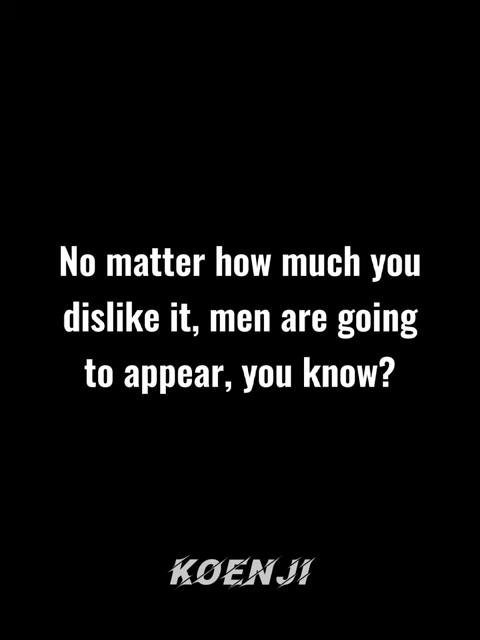 No matter how much you
dislike it, men are going
to appear, you know?
KOENJI